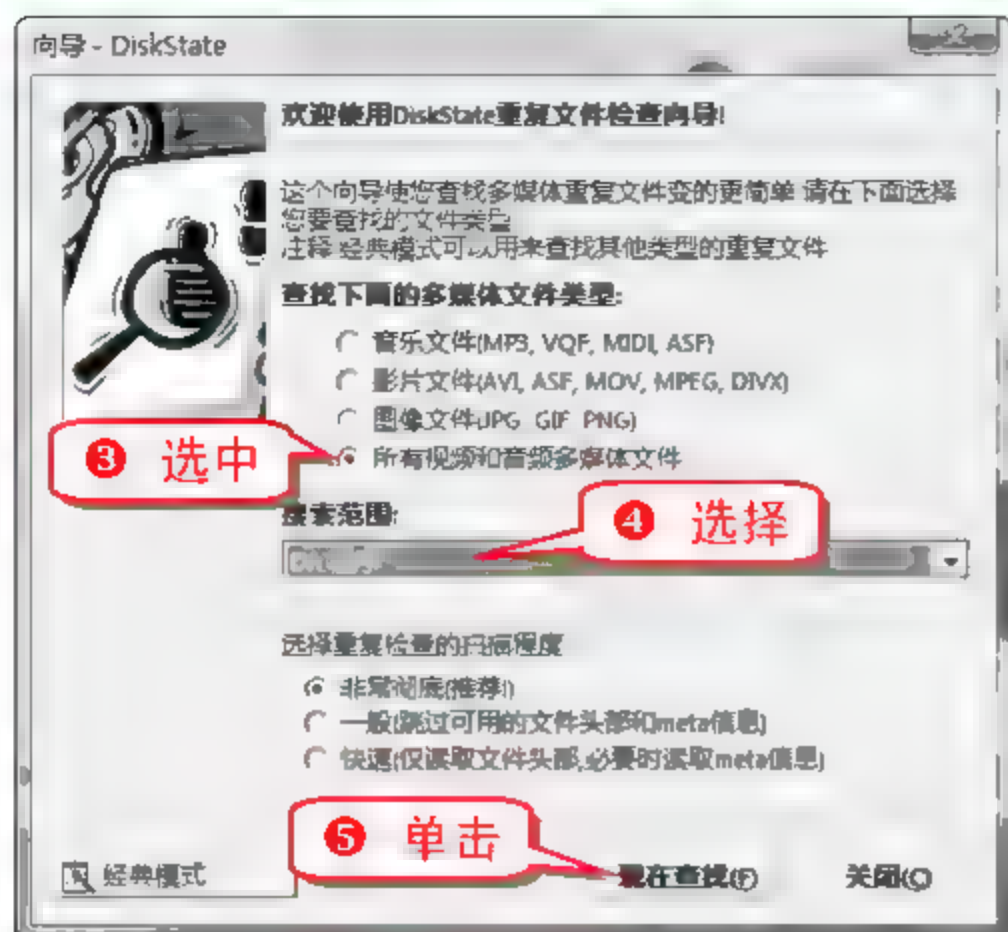 向导 - DiskState
欢迎使用DiskState重复文件检查向导!
这个向导使您查找多媒体重复文件变的更简单 请在下面选择
您要查找的文件类型
注释 经典模式可以用来查找其他类型的重复文件
查找下面的多媒体文件类型:
音乐文件(MP3, VQF, MIDI, ASF)
影片文件(AVI, ASF, MOV, MPEG, DIVX)
图像文件(JPG GIF PNG)
❸ 选中
所有视频和音频多媒体文件
搜索范围:
❹ 选择
选择重复检查的扫描程度
非常彻底(推荐!)
一般(跳过可用的文件头部和meta信息)
快速(仅读取文件头部,必要时读取meta信息)
❺ 单击
经典模式
现在查找(F)
关闭(C)